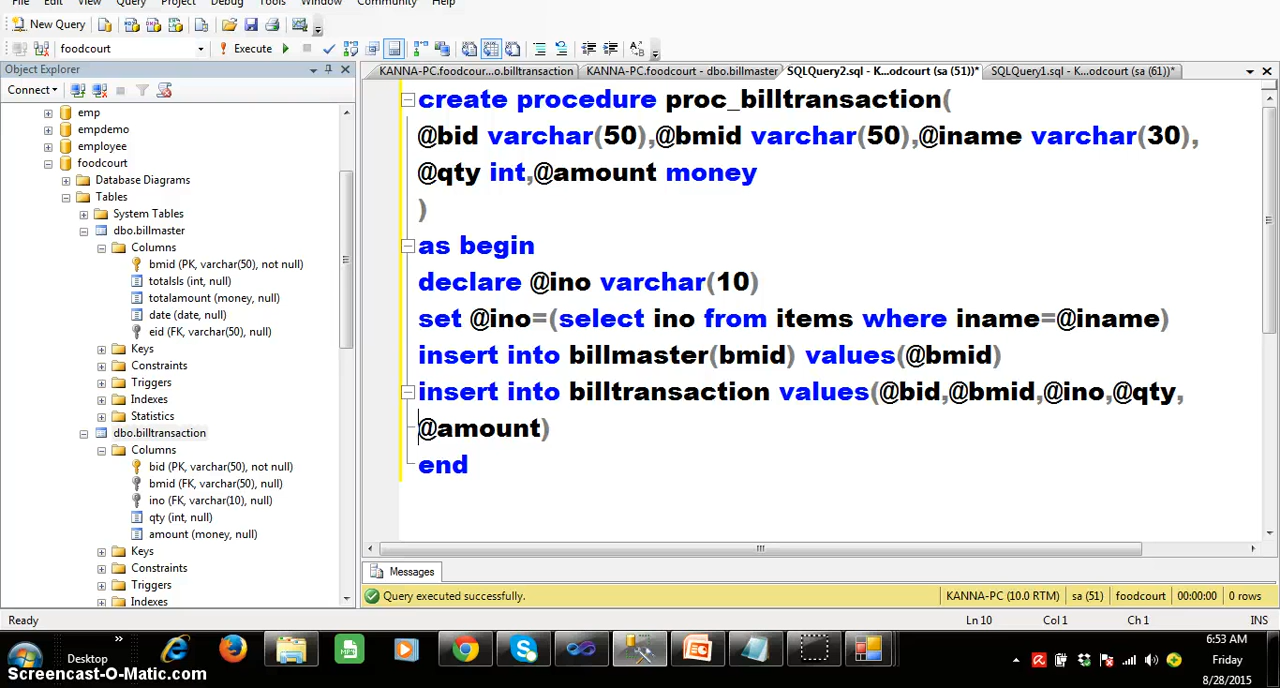 File Edit View Query Project Debug Tools Window Community Help
New Query
foodcourt Execute
Object Explorer
Connect
emp
empdemo
employee
foodcourt
Database Diagrams
Tables
System Tables
dbo.billmaster
Columns
bmid (PK, varchar(50), not null)
totalsls (int, null)
totalamount (money, null)
date (date, null)
eid (FK, varchar(50), null)
Keys
Constraints
Triggers
Indexes
Statistics
dbo.billtransaction
Columns
bid (PK, varchar(50), not null)
bmid (FK, varchar(50), null)
ino (FK, varchar(10), null)
qty (int, null)
amount (money, null)
Keys
Constraints
Triggers
Indexes
KANNA-PC.foodcour...o.billtransaction KANNA-PC.foodcourt - dbo.billmaster SQLQuery2.sql - K...odcourt (sa (51))* SQLQuery1.sql - K...odcourt (sa (61))*
create procedure proc_billtransaction(
@bid varchar(50),@bmid varchar(50),@iname varchar(30),
@qty int,@amount money
)
as begin
declare @ino varchar(10)
set @ino=(select ino from items where iname=@iname)
insert into billmaster(bmid) values(@bmid)
insert into billtransaction values(@bid,@bmid,@ino,@qty,
@amount)
end
Messages
Query executed successfully. KANNA-PC (10.0 RTM) sa (51) foodcourt 00:00:00 0 rows
Ready Ln 10 Col 1 Ch 1 INS
Desktop
6:53 AM
Friday
8/28/2015
Screencast-O-Matic.com